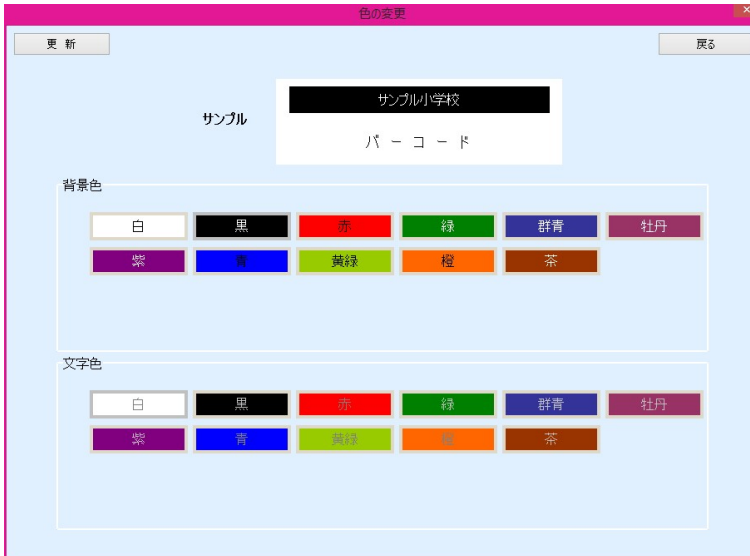 色の変更
更 新
戻る
サンプル
サンプル小学校
バ ー コ ー ド
背景色
白 黒 赤 緑 群青 牡丹
紫 青 黄緑 橙 茶
文字色
白 黒 赤 緑 群青 牡丹
紫 青 黄緑 橙 茶